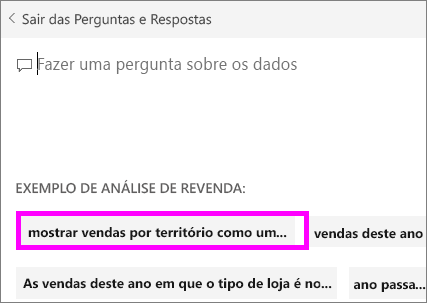 Sair das Perguntas e Respostas
Fazer uma pergunta sobre os dados
EXEMPLO DE ANÁLISE DE REVENDA:
mostrar vendas por território como um... vendas deste ano
As vendas deste ano em que o tipo de loja é no... ano passa...